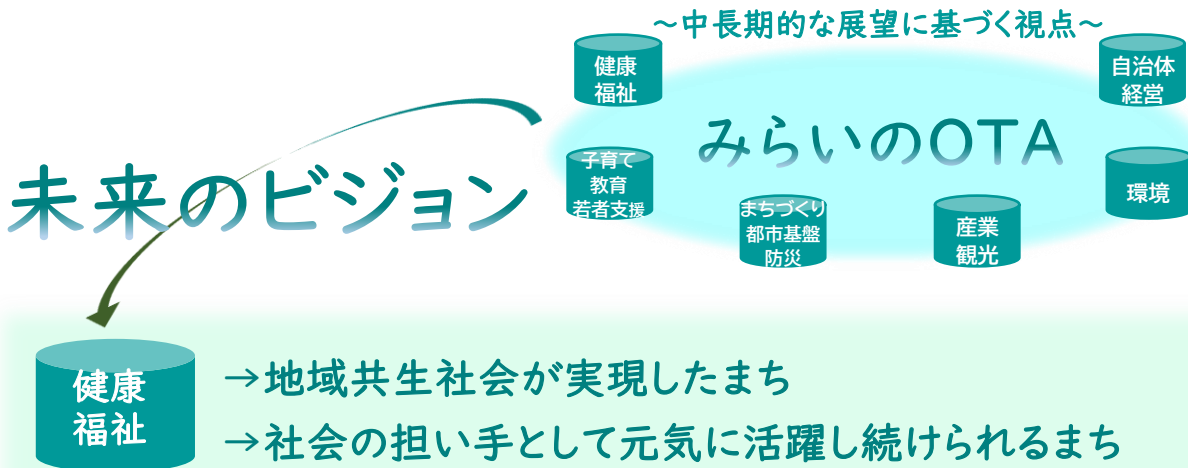 ～中長期的な展望に基づく視点～
健康
福祉
自治体
経営
みらいのOTA
未来のビジョン
子育て
教育
若者支援
環境
まちづくり
都市基盤
防災
産業
観光
健康
福祉
→地域共生社会が実現したまち
→社会の担い手として元気に活躍し続けられるまち